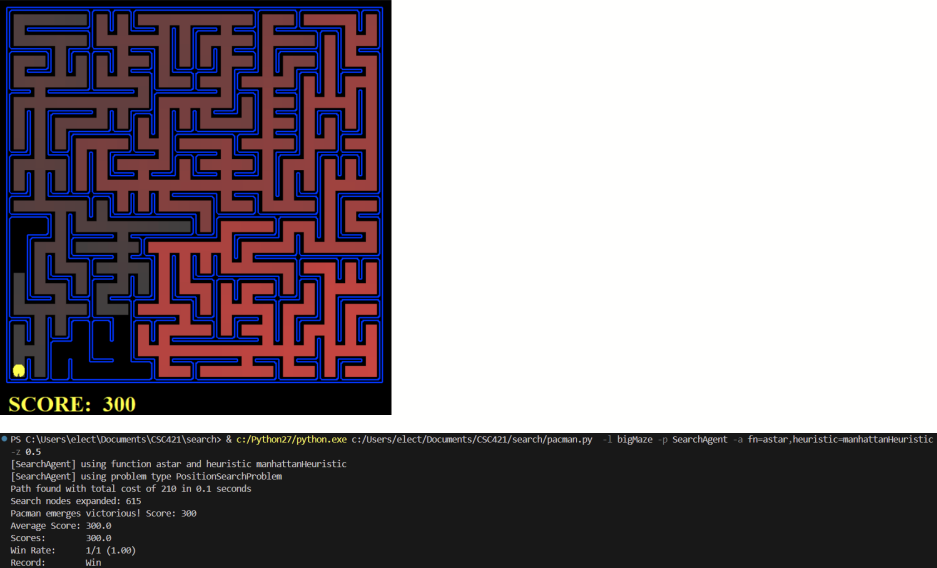 SCORE: 300
PS C:\Users\elect\Documents\CSC421\search> & c:/Python27/python.exe c:/Users/elect/Documents/CSC421/search/pacman.py -l bigMaze -p SearchAgent -a fn=astar,heuristic=manhattanHeuristic
-z 0.5
[SearchAgent] using function astar and heuristic manhattanHeuristic
[SearchAgent] using problem type PositionSearchProblem
Path found with total cost of 210 in 0.1 seconds
Search nodes expanded: 615
Pacman emerges victorious! Score: 300
Average Score: 300.0
Scores: 300.0
Win Rate: 1/1 (1.00)
Record: Win